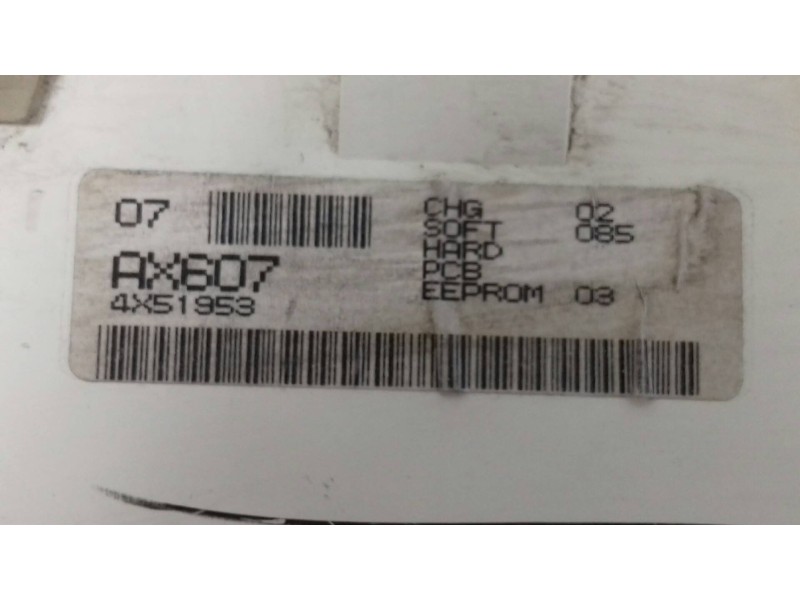 07
AX607
4X51953
CHG 02
SOFT 085
HARD
PCB
EEPROM 03